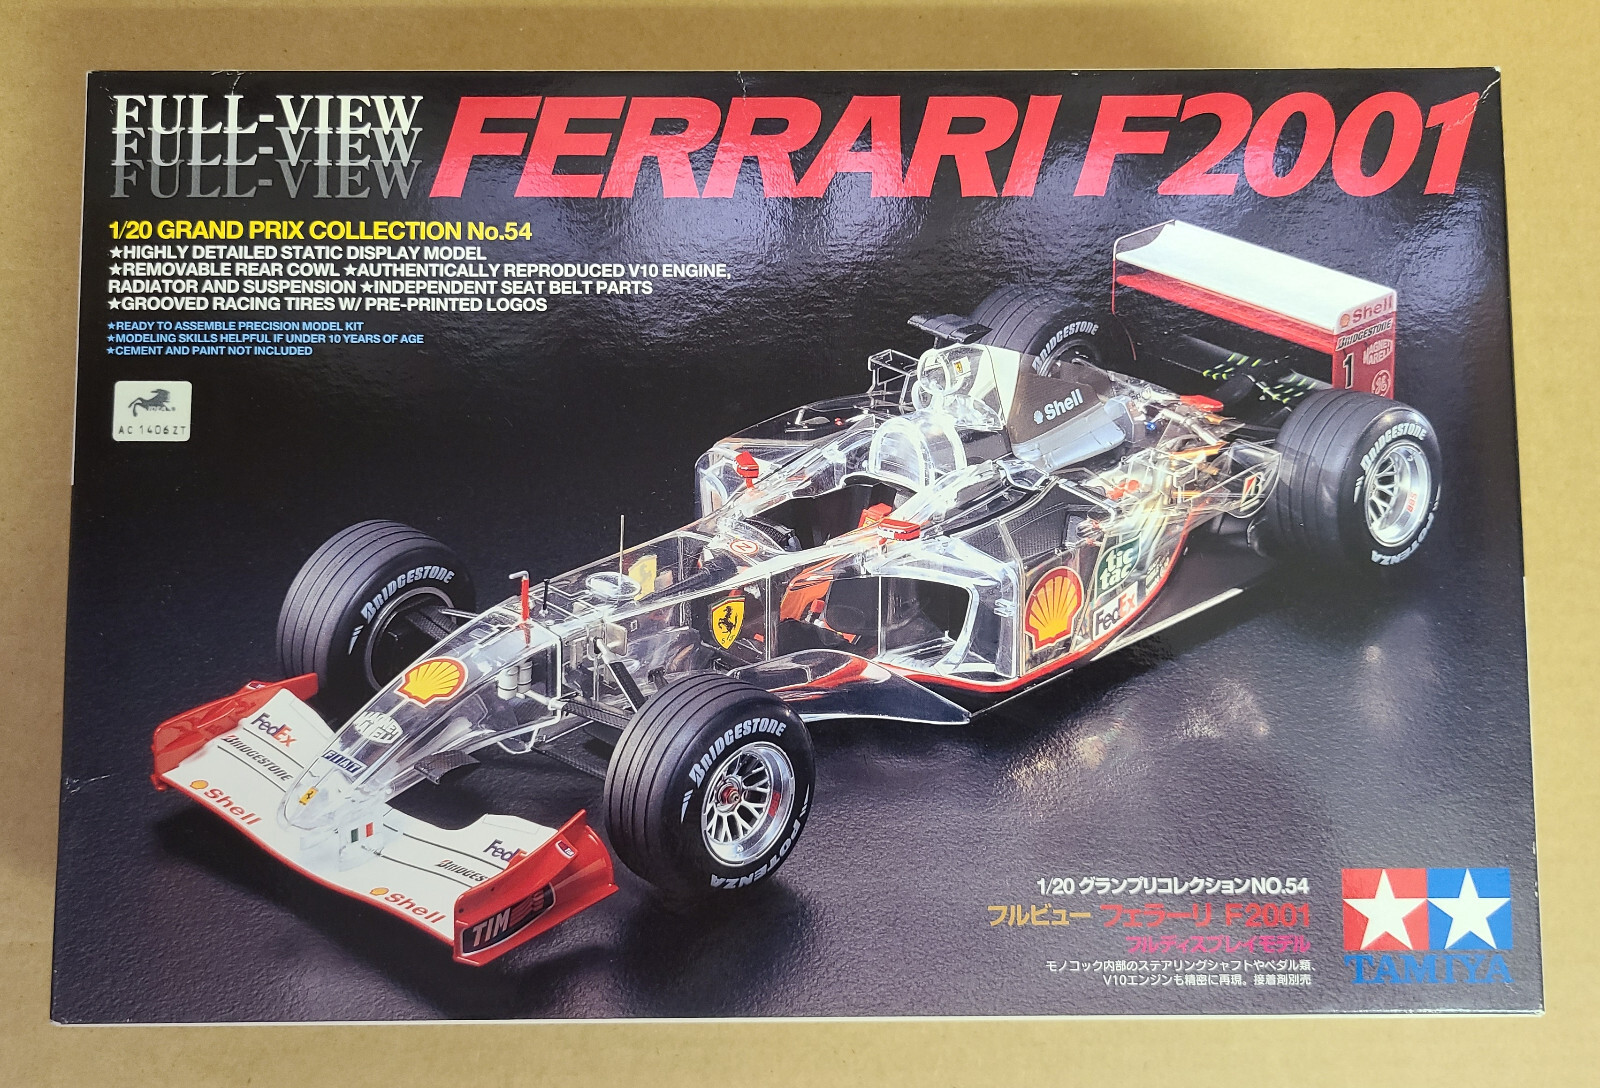 FULL-VIEW
FULL-VIEW
FULL-VIEW
FERRARI F2001
1/20 GRAND PRIX COLLECTION No.54
★HIGHLY DETAILED STATIC DISPLAY MODEL
★REMOVABLE REAR COWL ★AUTHENTICALLY REPRODUCED V10 ENGINE,
RADIATOR AND SUSPENSION ★INDEPENDENT SEAT BELT PARTS
★GROOVED RACING TIRES W/ PRE-PRINTED LOGOS
★READY TO ASSEMBLE PRECISION MODEL KIT
★MODELING SKILLS HELPFUL IF UNDER 10 YEARS OF AGE
★CEMENT AND PAINT NOT INCLUDED
AC 1406ZT
Shell
BRIDGESTONE
1
MAGNETI
MARELLI
BRIDGESTONE
Shell
BRIDGESTONE
POTENZA
tic
tac
FedEx
BRIDGESTONE
FedEx
BRIDGESTONE
Shell
MAGNETI
MARELLI
FIAT
BRIDGESTONE
POTENZA
FedEx
BRIDGES
Shell
TIM
1/20 グランプリコレクションNO.54
フルビュー フェラーリ F2001
フルディスプレイモデル
モノコック内部のステアリングシャフトやペダル類、
V10エンジンも精密に再現。接着剤別売
TAMIYA